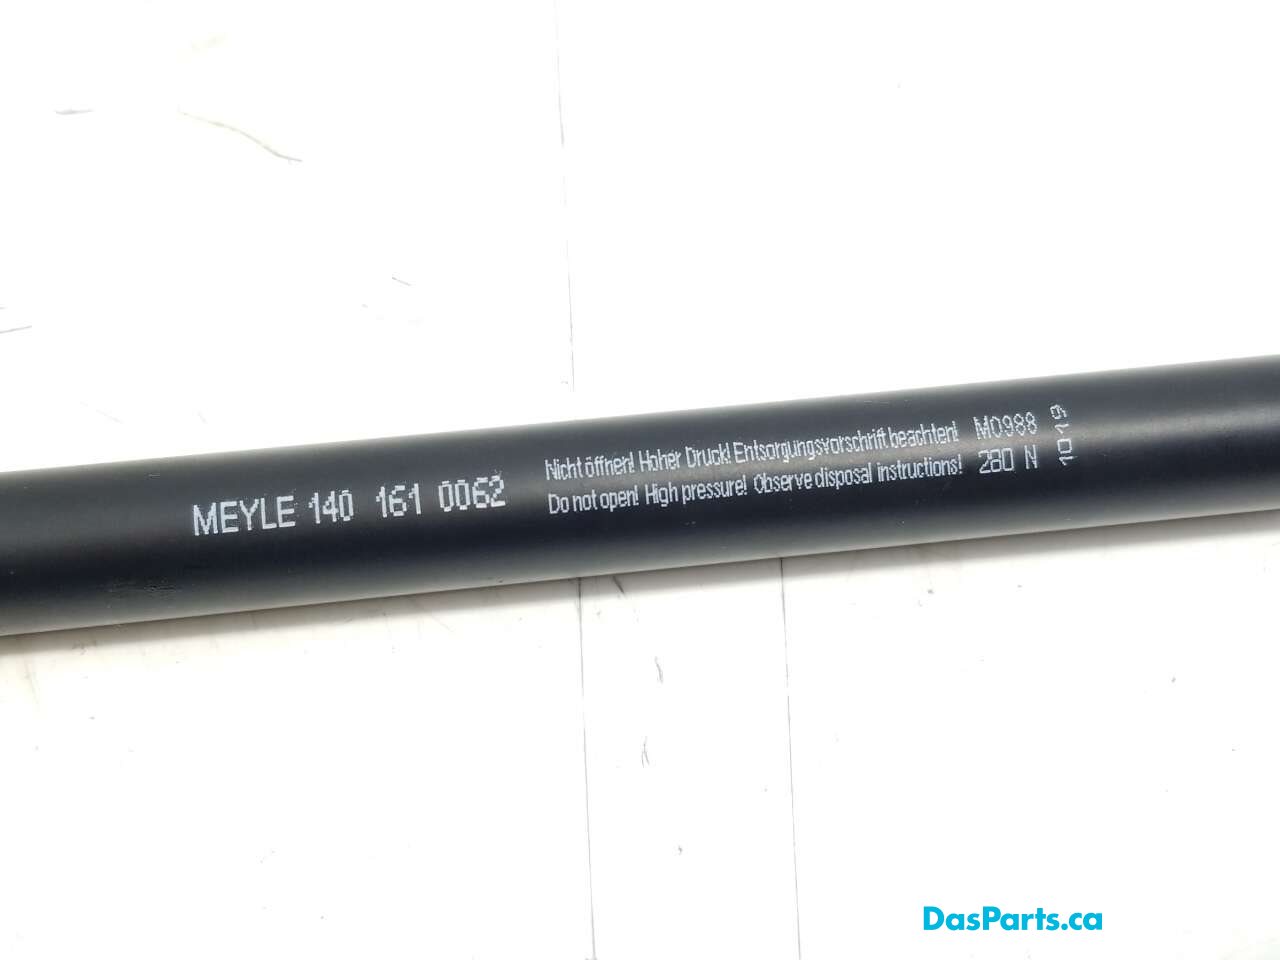 MEYLE 140 161 0062
Nicht öffnen! Hoher Druck! Entsorgungsvorschrift beachten! M0988
Do not open! High pressure! Observe disposal instructions! 280 N
1019
DasParts.ca